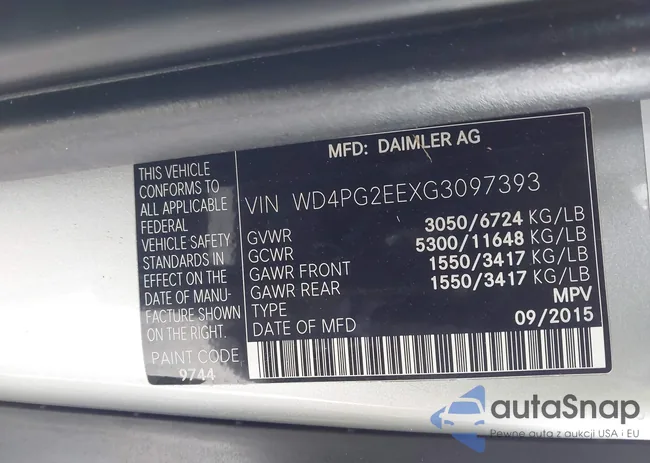 MFD: DAIMLER AG
THIS VEHICLE
CONFORMS TO
ALL APPLICABLE
FEDERAL
VEHICLE SAFETY
STANDARDS IN
EFFECT ON THE
DATE OF MANU-
FACTURE SHOWN
ON THE RIGHT.
PAINT CODE
9744
VIN WD4PG2EEXG3097393
GVWR 3050/6724 KG/LB
GCWR 5300/11648 KG/LB
GAWR FRONT 1550/3417 KG/LB
GAWR REAR 1550/3417 KG/LB
TYPE MPV
DATE OF MFD 09/2015
autaSnap
Pewne auta z aukcji USA i EU